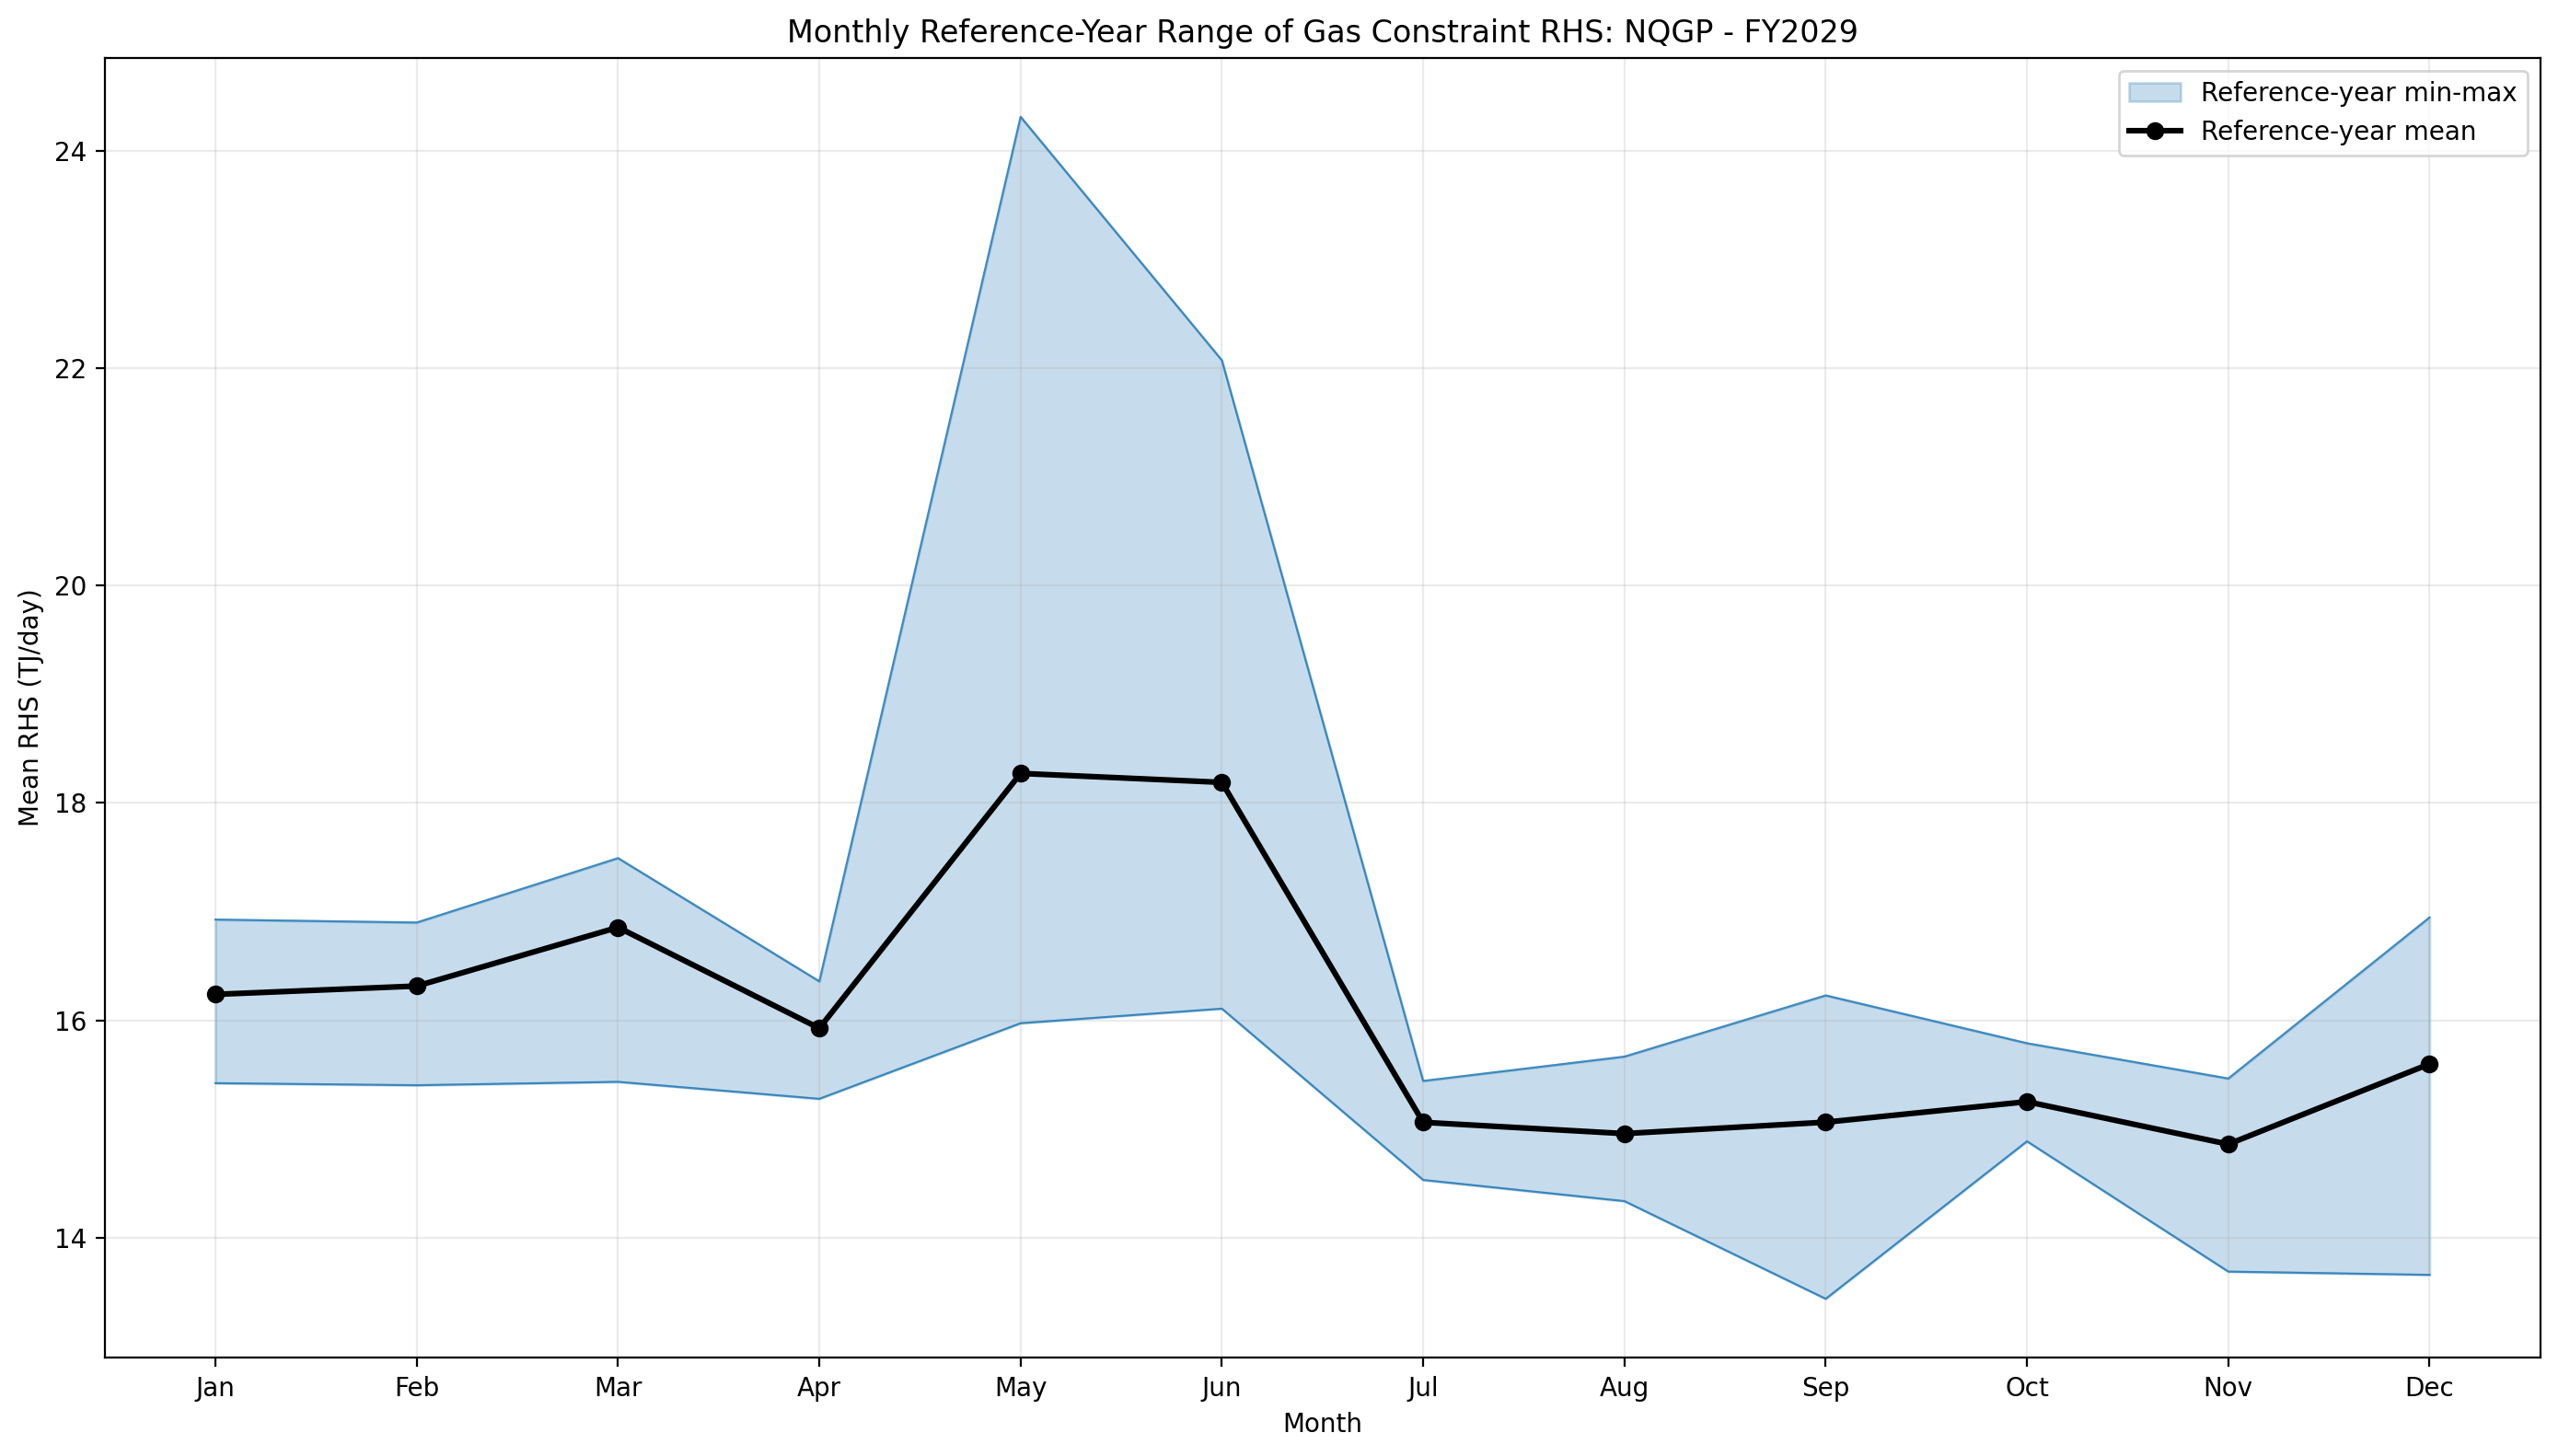 Monthly Reference-Year Range of Gas Constraint RHS: NQGP - FY2029
Reference-year min-max
Reference-year mean
Mean RHS (TJ/day)
24
22
20
18
16
14
Jan Feb Mar Apr May Jun Jul Aug Sep Oct Nov Dec
Month